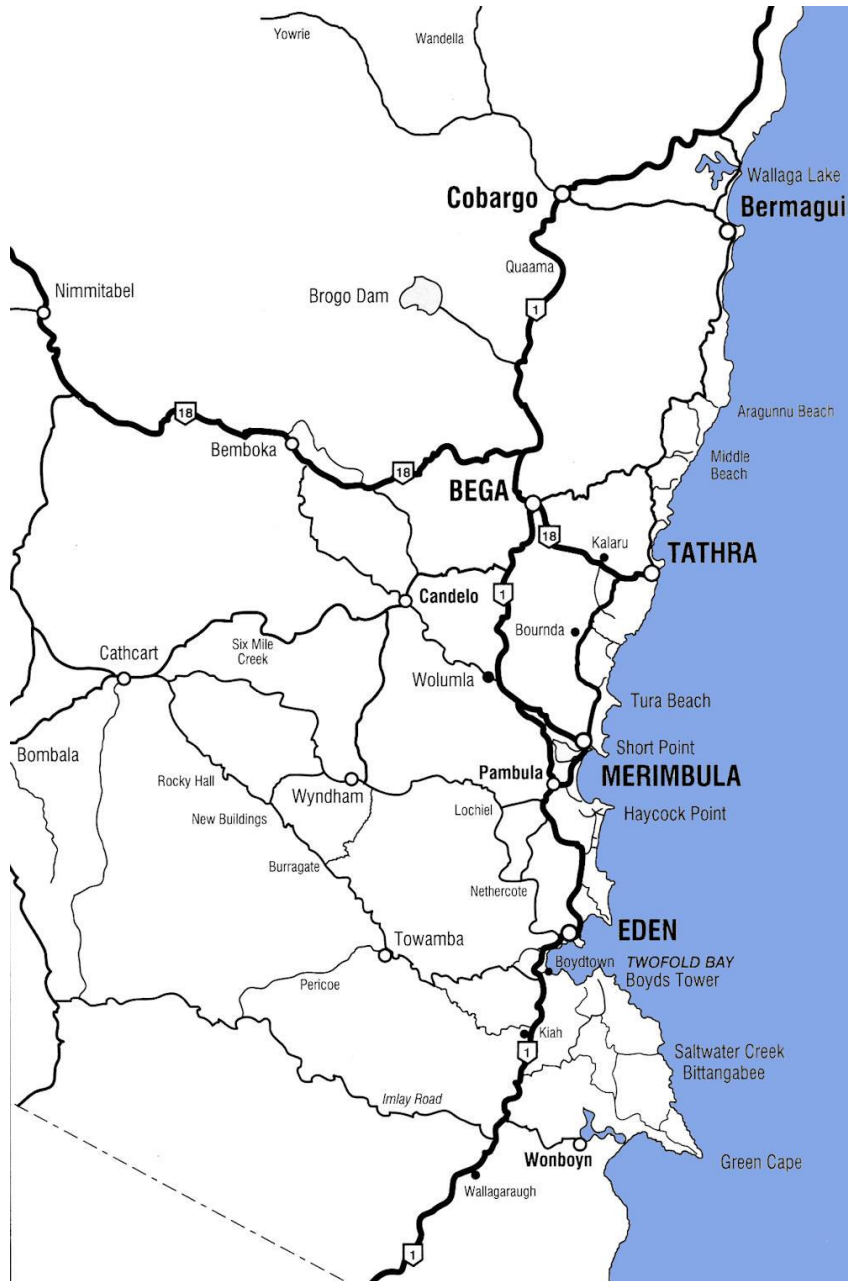 Yowrie
Wandella
Wallaga Lake
Cobargo
Bermagui
Quaama
Nimmitabel
Brogo Dam
1
18
Aragunnu Beach
Bemboka
18
Middle
Beach
BEGA
18
Kalaru
TATHRA
1
Candelo
Bournda
Six Mile
Creek
Cathcart
Wolumla
Tura Beach
Bombala
Short Point
Rocky Hall
Wyndham
Pambula
MERIMBULA
New Buildings
Lochiel
Haycock Point
Burragate
Nethercote
EDEN
Towamba
Boydtown
TWOFOLD BAY
Boyds Tower
Pericoe
Kiah
1
Saltwater Creek
Bittangabee
Imlay Road
Wonboyn
Green Cape
Wallagaraugh
1